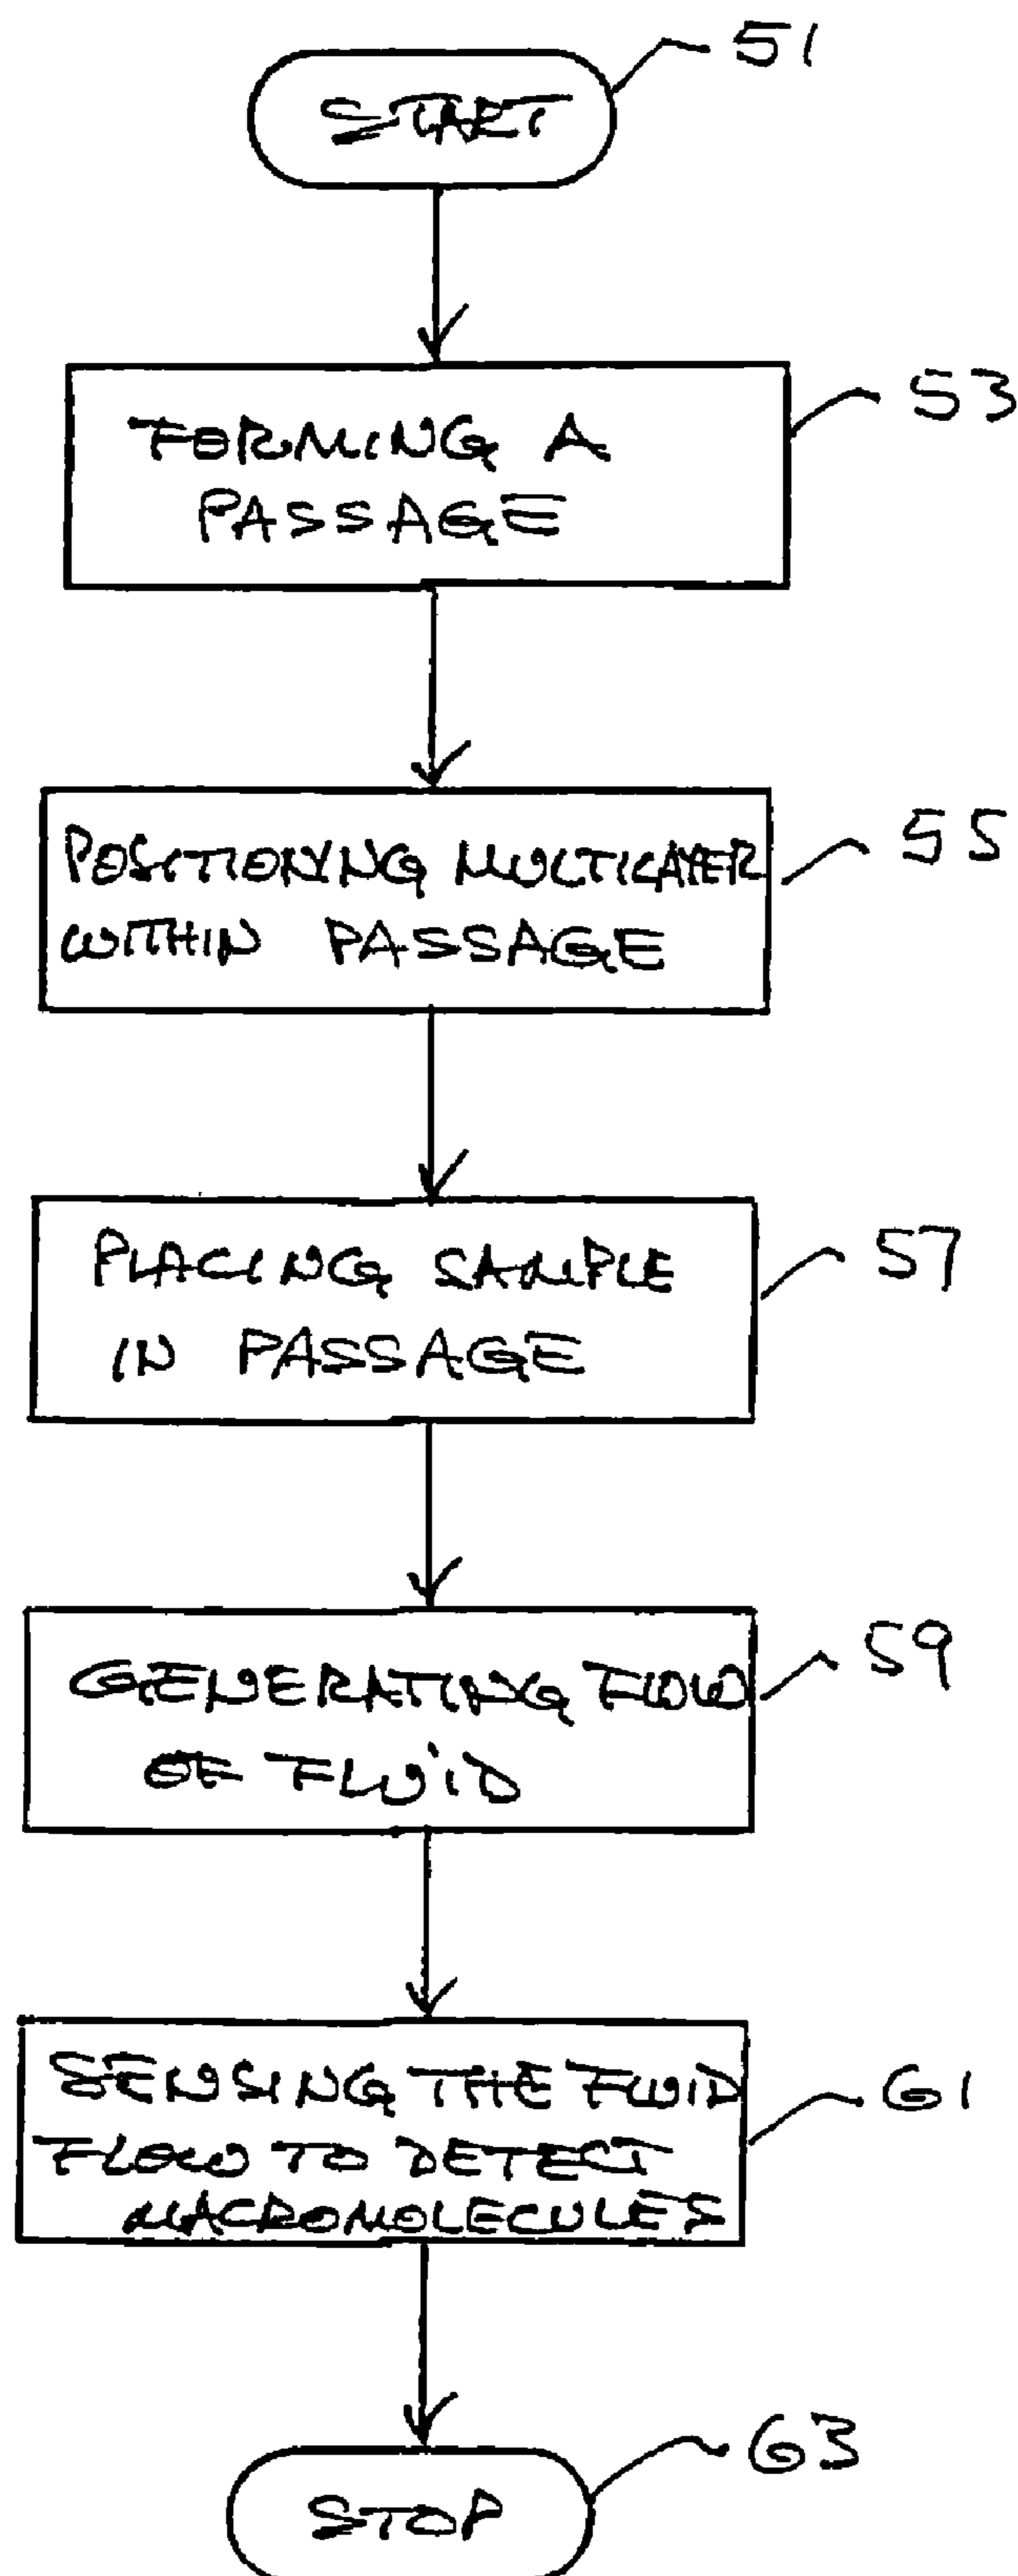 START
51
FORMING A
PASSAGE
53
POSITIONING MULTILAYER
WITHIN PASSAGE
55
PLACING SAMPLE
IN PASSAGE
57
GENERATING FLOW
OF FLUID
59
SENSING THE FLUID
FLOW TO DETECT
MACROMOLECULES
61
STOP
63